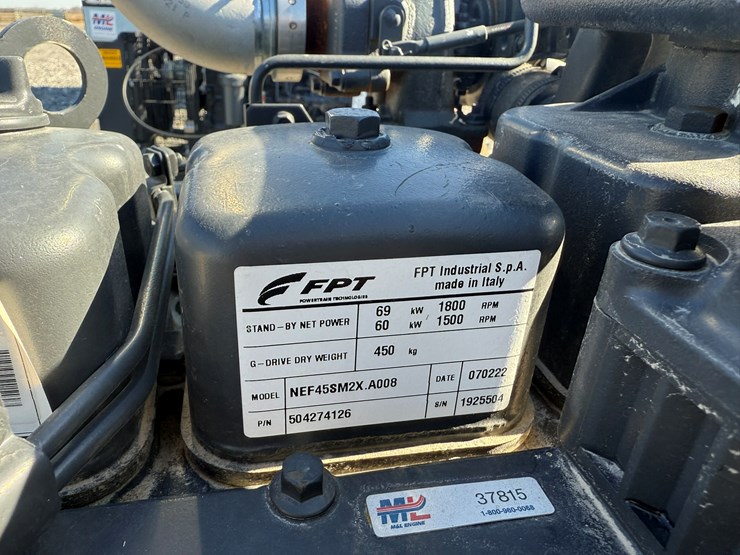 FPT
POWERTRAIN TECHNOLOGIES
FPT Industrial S.p.A.
made in Italy
STAND-BY NET POWER 69 kW / 1800 RPM
60 kW / 1500 RPM
G-DRIVE DRY WEIGHT 450 kg
MODEL NEF45SM2X.A008 DATE 070222
P/N 504274126 S/N 1925504
ML
M&L ENGINE
37815
1-800-960-0068
ML